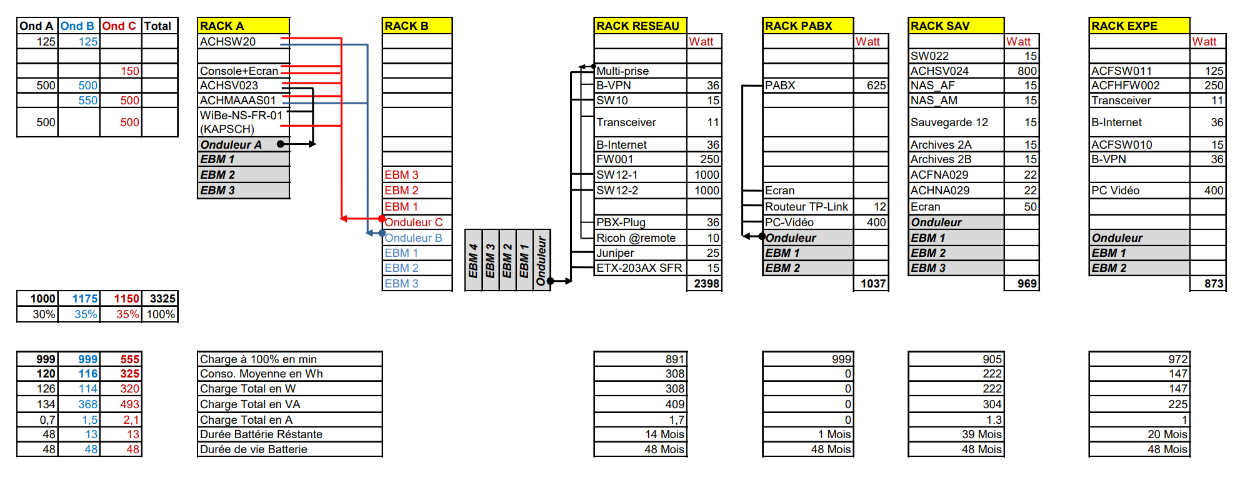 Ond A Ond B Ond C Total RACK A RACK B RACK RESEAU RACK PABX RACK SAV RACK EXPE
125 125 ACHSW20 Watt Watt Watt Watt
SW022 15
150 Console+Ecran Multi-prise ACHSV024 800 ACFSW011 125
500 500 ACHSV023 B-VPN 36 PABX 625 NAS_AF 15 ACFHFW002 250
550 500 ACHMAAAS01 SW10 15 NAS_AM 15 Transceiver 11
500 500 WiBe-NS-FR-01 (KAPSCH) Transceiver 11 Sauvegarde 12 15 B-Internet 36
Onduleur A B-Internet 36 Archives 2A 15 ACFSW010 15
EBM 1 FW001 250 Archives 2B 15 B-VPN 36
EBM 2 EBM 3 SW12-1 1000 ACFNA029 22
EBM 3 EBM 2 SW12-2 1000 Ecran ACHNA029 22 PC Vidéo 400
EBM 1 Routeur TP-Link 12 Ecran 50
Onduleur C PBX-Plug 36 PC-Vidéo 400 Onduleur
Onduleur B Ricoh @remote 10 Onduleur EBM 1 Onduleur
EBM 1 Juniper 25 EBM 1 EBM 2 EBM 1
EBM 2 ETX-203AX SFR 15 EBM 2 EBM 3 EBM 2
EBM 4 EBM 3 EBM 2 EBM 1 Onduleur
1000 1175 1150 3325 EBM 3 2398 1037 969 873
30% 35% 35% 100%
999 999 555 Charge à 100% en min 891 999 905 972
120 116 325 Conso. Moyenne en Wh 308 0 222 147
126 114 320 Charge Total en W 308 0 222 147
134 368 493 Charge Total en VA 409 0 304 225
0,7 1,5 2,1 Charge Total en A 1,7 0 1.3 1
48 13 13 Durée Battérie Réstante 14 Mois 1 Mois 39 Mois 20 Mois
48 48 48 Durée de vie Batterie 48 Mois 48 Mois 48 Mois 48 Mois